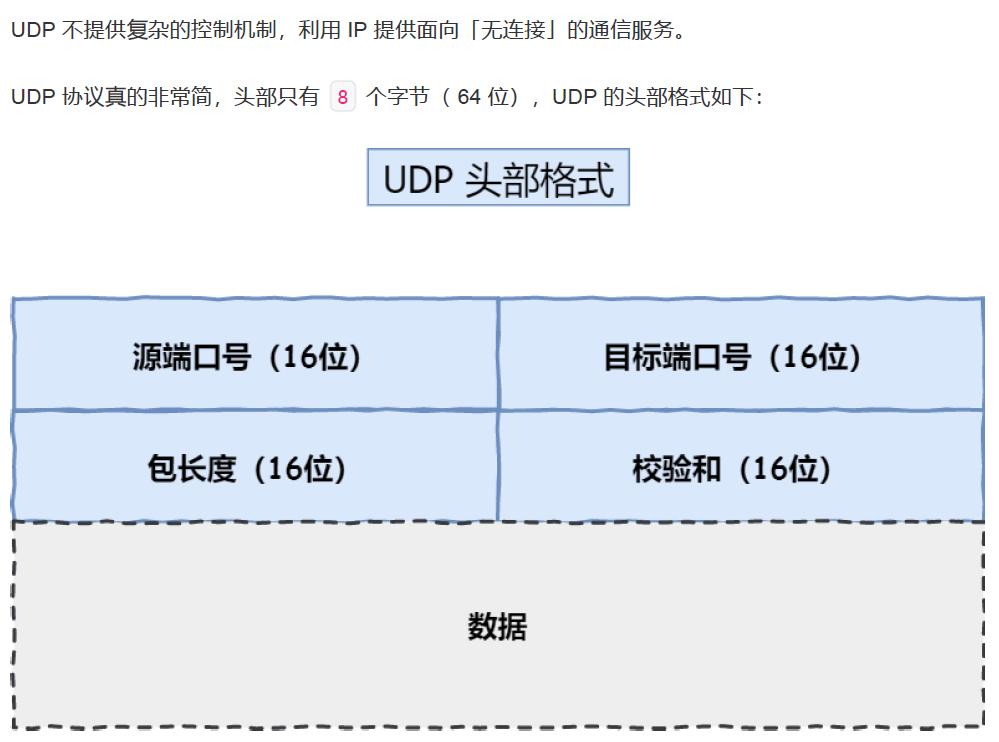 UDP 不提供复杂的控制机制，利用 IP 提供面向「无连接」的通信服务。
UDP 协议真的非常简，头部只有 8 个字节（ 64 位），UDP 的头部格式如下：
UDP 头部格式
源端口号（16位）
目标端口号（16位）
包长度（16位）
校验和（16位）
数据